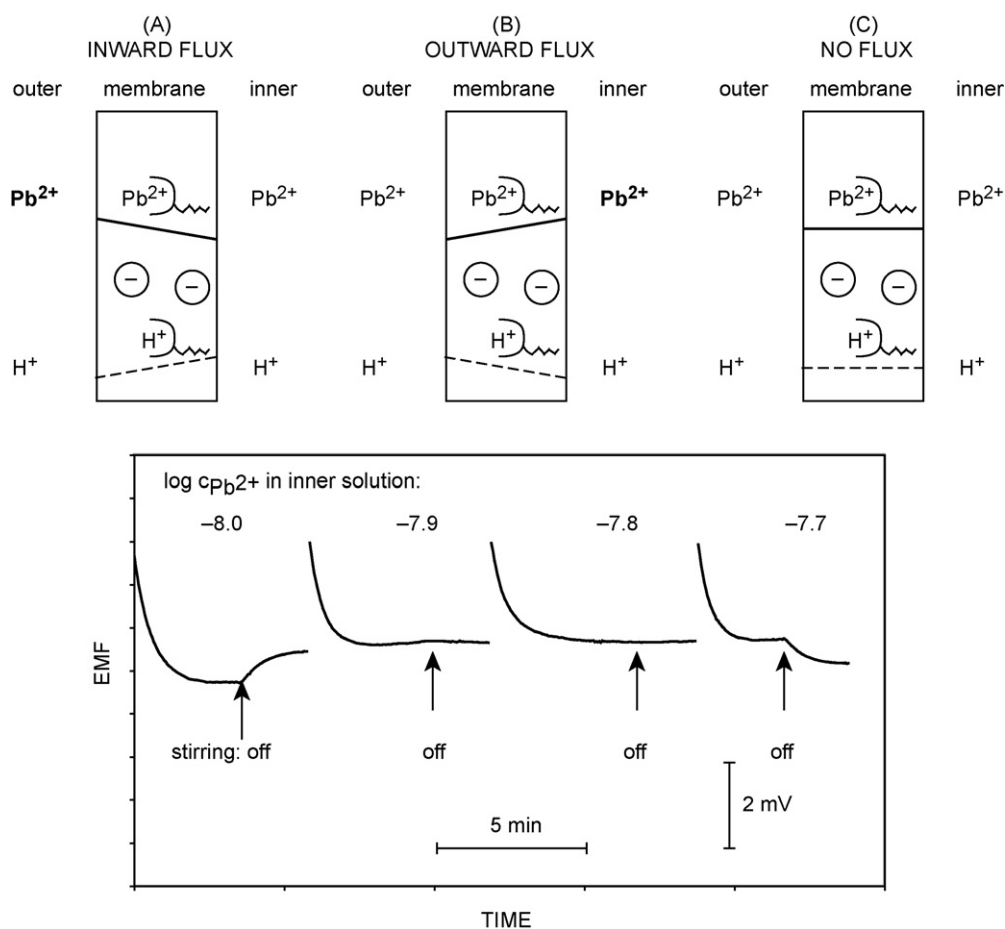 (A) (B) (C)
INWARD FLUX OUTWARD FLUX NO FLUX
outer membrane inner outer membrane inner outer membrane inner
Pb²⁺ Pb²⁺ Pb²⁺ Pb²⁺ Pb²⁺ Pb²⁺ Pb²⁺ Pb²⁺ Pb²⁺
− − − − − −
H⁺ H⁺ H⁺
H⁺ H⁺ H⁺ H⁺ H⁺ H⁺
log cPb2+ in inner solution:
–8.0 –7.9 –7.8 –7.7
EMF
stirring: off off off off
2 mV
5 min
TIME